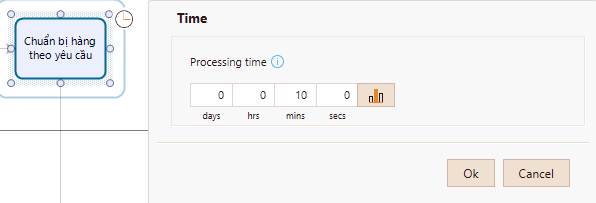 Chuẩn bị hàng
theo yêu cầu
Time
Processing time
0 0 10 0
days hrs mins secs
Ok Cancel